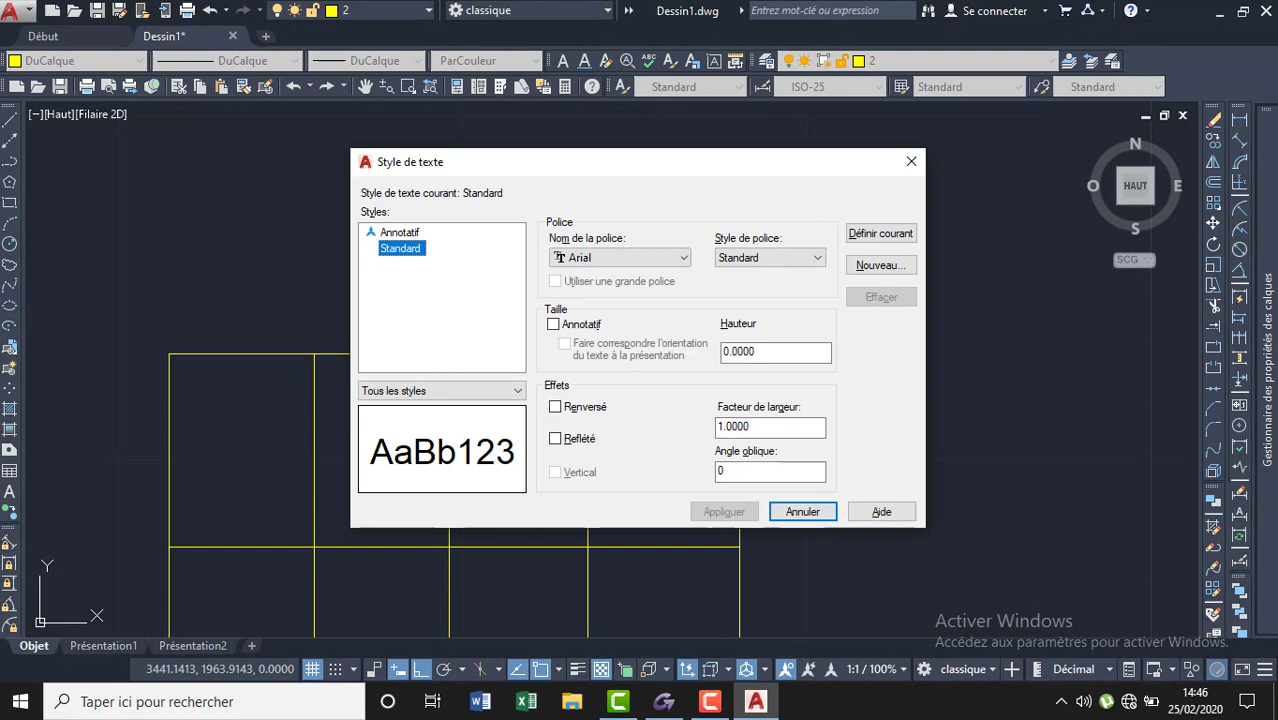 2
classique
Dessin1.dwg
Entrez mot-clé ou expression
Se connecter
Début
Dessin1*
DuCalque
DuCalque
DuCalque
ParCouleur
2
Standard
ISO-25
Standard
Standard
[−][Haut][Filaire 2D]
N
O
HAUT
E
S
SCG
Gestionnaire des propriétés des calques
Style de texte
Style de texte courant: Standard
Styles:
Annotatif
Standard
Tous les styles
AaBb123
Police
Nom de la police:
Arial
Style de police:
Standard
Utiliser une grande police
Taille
Annotatif
Faire correspondre l'orientation
du texte à la présentation
Hauteur
0.0000
Effets
Renversé
Reflété
Vertical
Facteur de largeur:
1.0000
Angle oblique:
0
Définir courant
Nouveau...
Effacer
Appliquer
Annuler
Aide
Y
X
Activer Windows
Accédez aux paramètres pour activer Windows.
Objet
Présentation1
Présentation2
3441.1413, 1963.9143, 0.0000
1:1 / 100%
classique
Décimal
Taper ici pour rechercher
14:46
25/02/2020